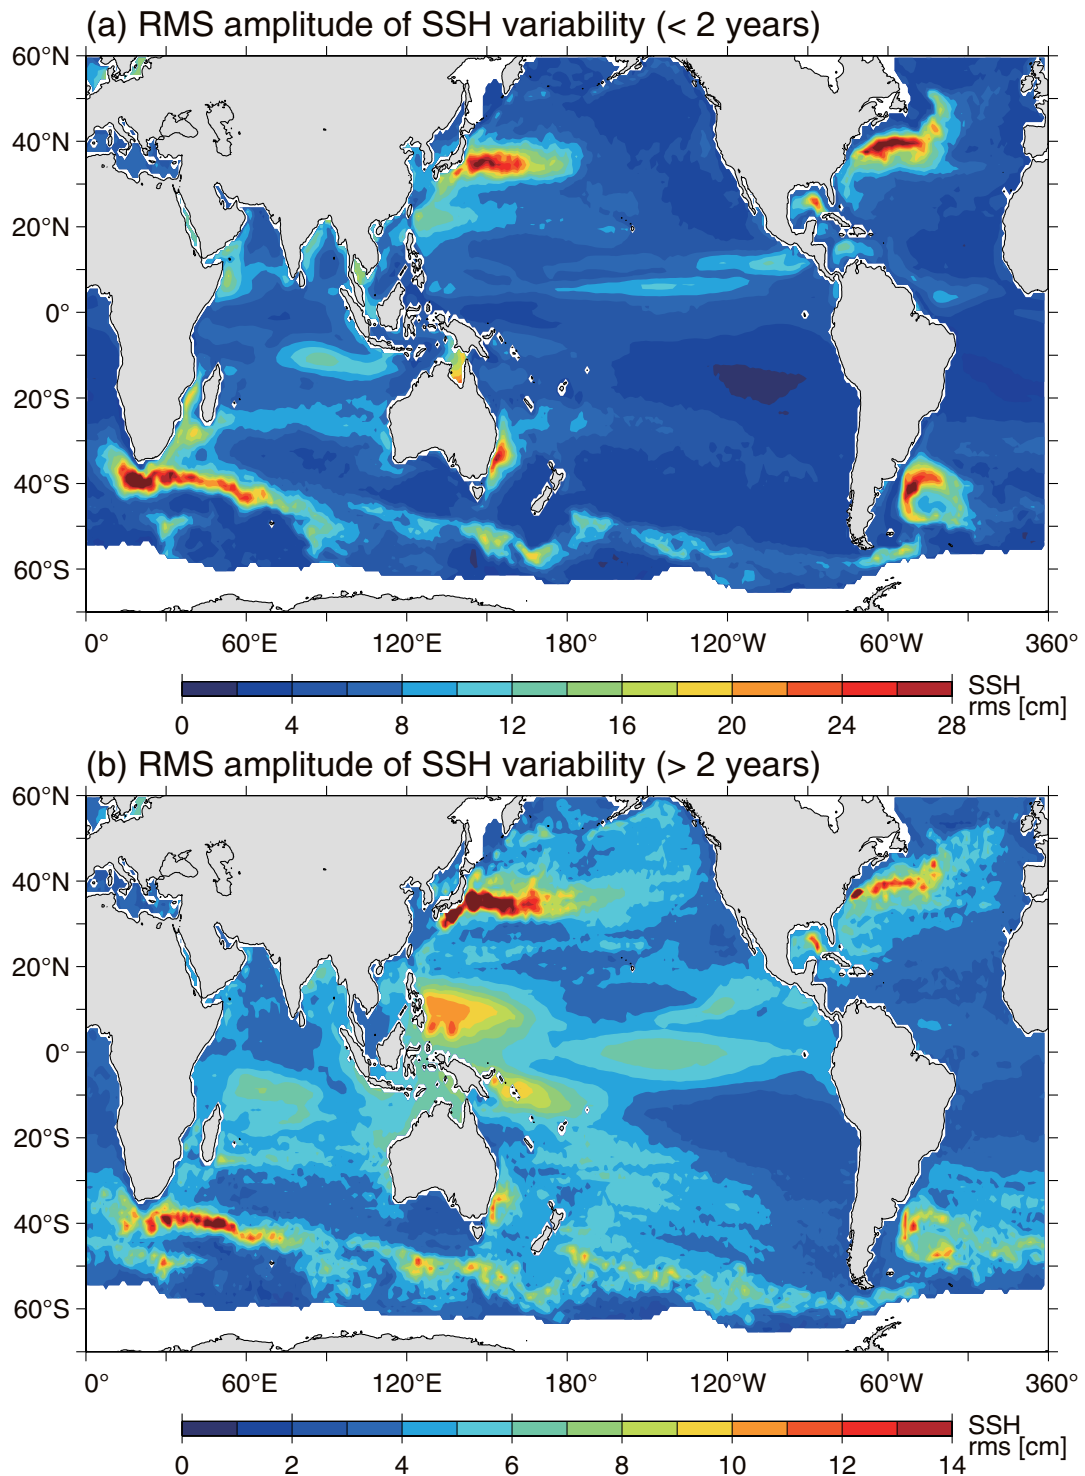 (a) RMS amplitude of SSH variability (< 2 years)
60°N
40°N
20°N
0°
20°S
40°S
60°S
0° 60°E 120°E 180° 120°W 60°W 360°
SSH
rms [cm]
0 4 8 12 16 20 24 28
(b) RMS amplitude of SSH variability (> 2 years)
60°N
40°N
20°N
0°
20°S
40°S
60°S
0° 60°E 120°E 180° 120°W 60°W 360°
SSH
rms [cm]
0 2 4 6 8 10 12 14